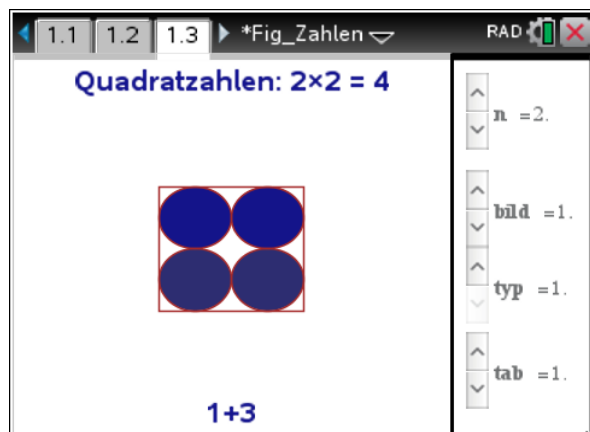 1.1 1.2 1.3 *Fig_Zahlen RAD
Quadratzahlen: 2×2 = 4
1+3
n =2.
bild =1.
typ =1.
tab =1.